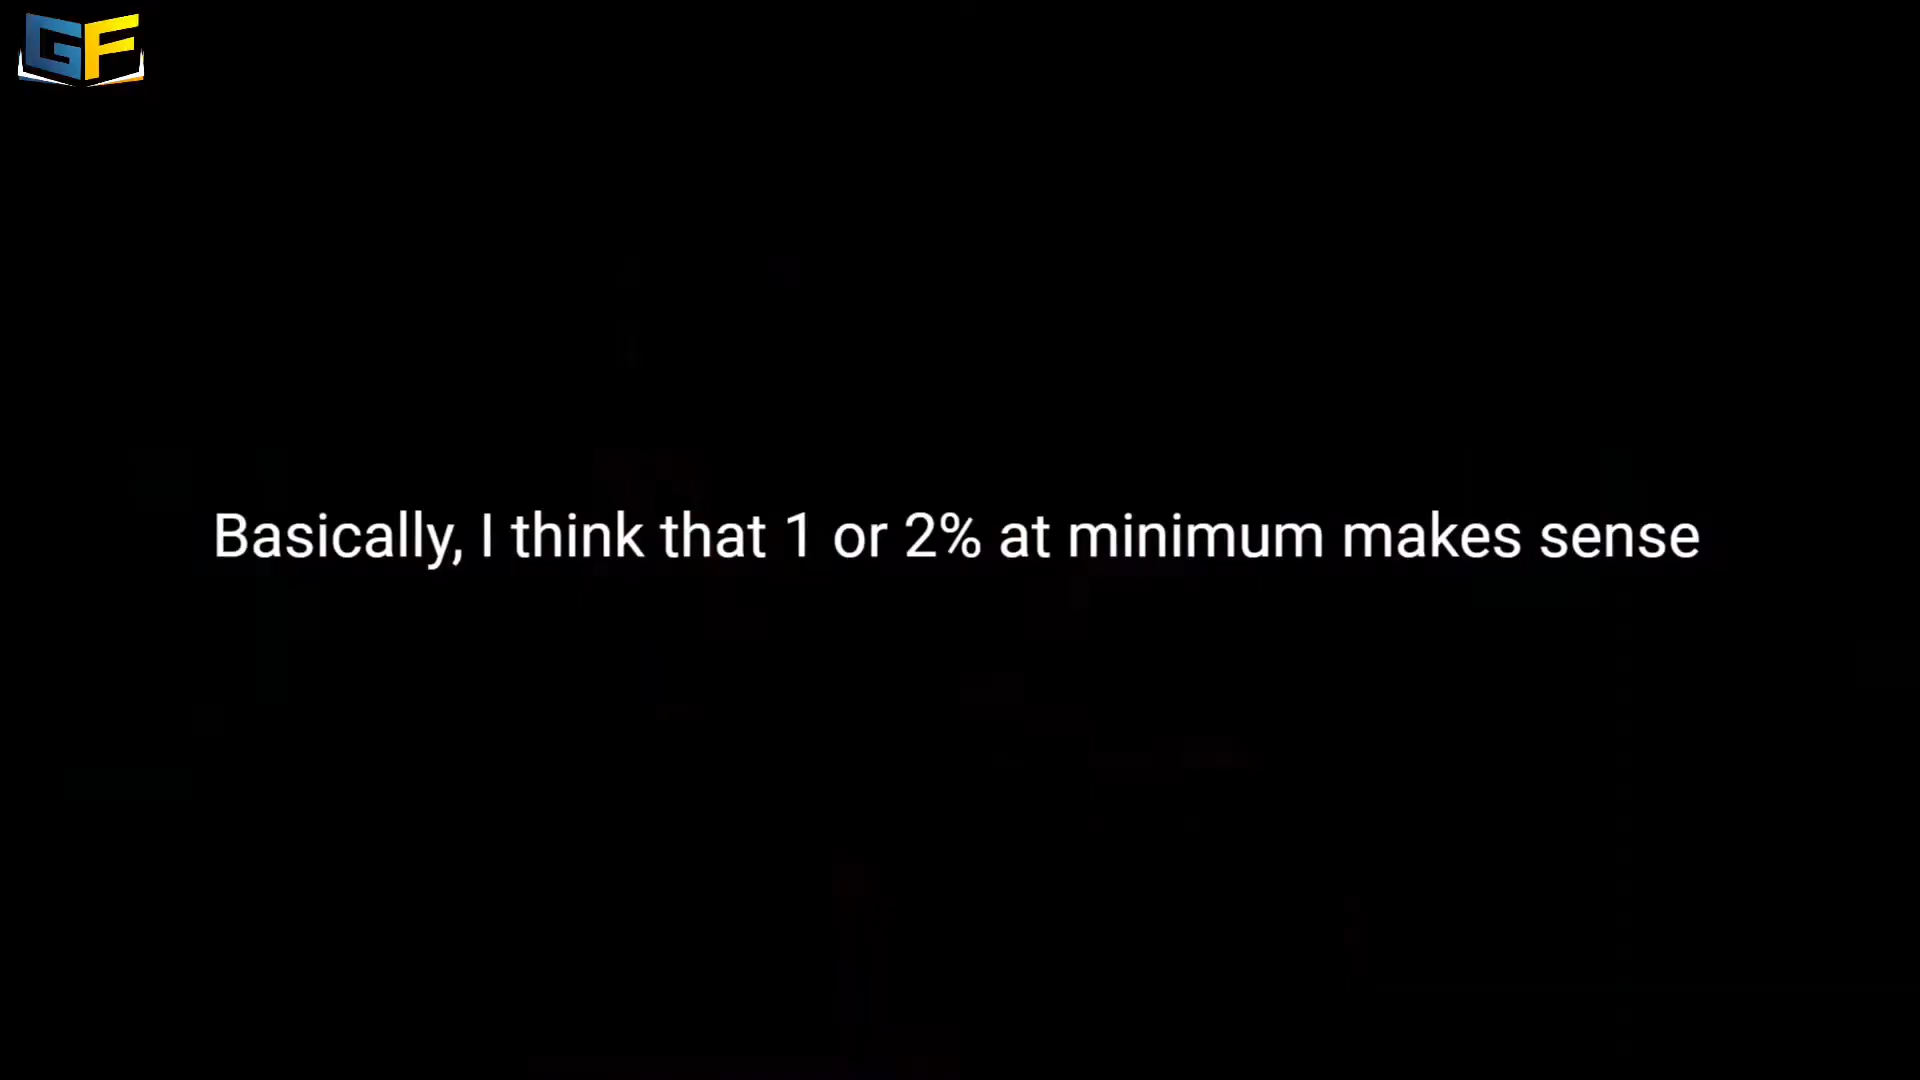 GF
Basically, I think that 1 or 2% at minimum makes sense